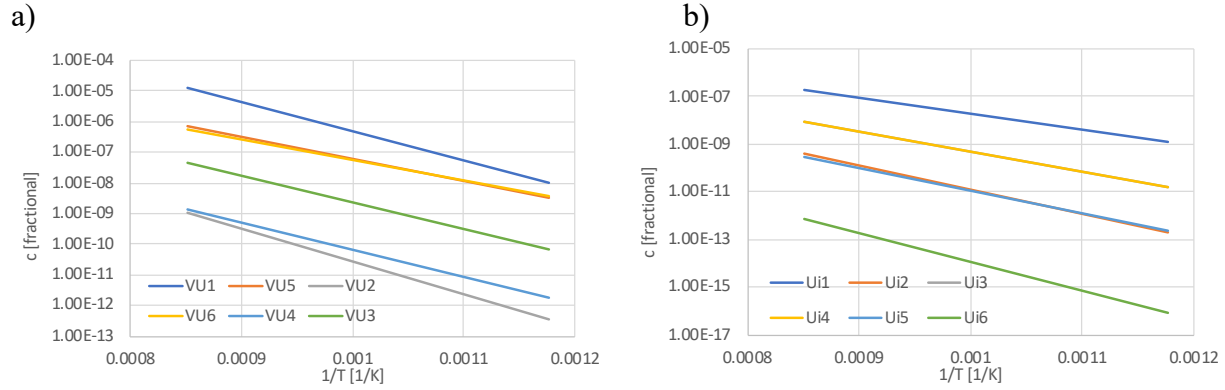 a)
1.00E-04
1.00E-05
1.00E-06
1.00E-07
1.00E-08
1.00E-09
1.00E-10
1.00E-11
1.00E-12
1.00E-13
c [fractional]
VU1 VU5 VU2
VU6 VU4 VU3
0.0008 0.0009 0.001 0.0011 0.0012
1/T [1/K]
b)
1.00E-05
1.00E-07
1.00E-09
1.00E-11
1.00E-13
1.00E-15
1.00E-17
c [fractional]
Ui1 Ui2 Ui3
Ui4 Ui5 Ui6
0.0008 0.0009 0.001 0.0011 0.0012
1/T [1/K]